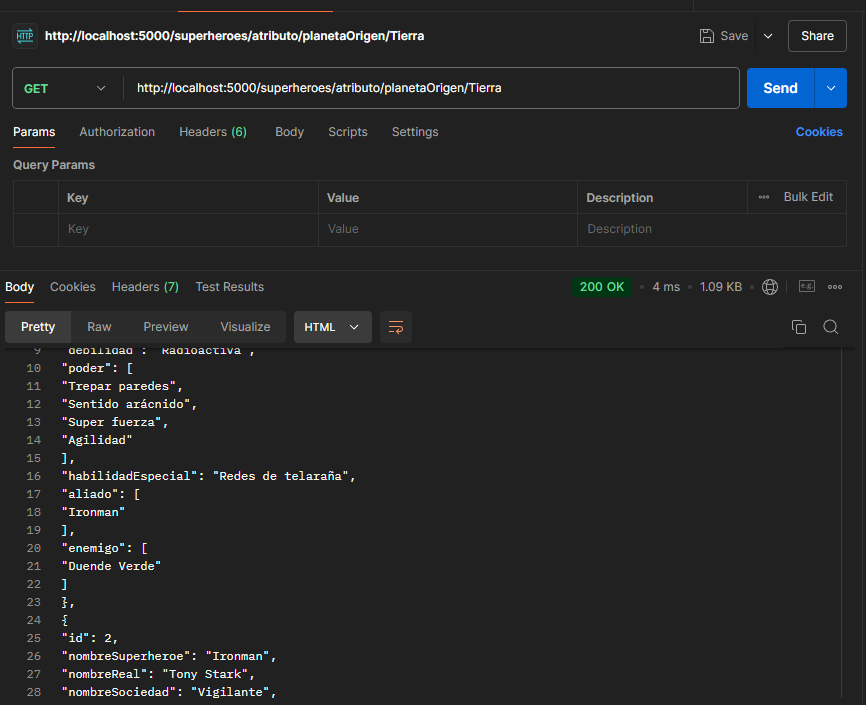 HTTP http://localhost:5000/superheroes/atributo/planetaOrigen/Tierra Save Share
GET http://localhost:5000/superheroes/atributo/planetaOrigen/Tierra Send
Params Authorization Headers (6) Body Scripts Settings Cookies
Query Params
Key Value Description Bulk Edit
Key Value Description
Body Cookies Headers (7) Test Results 200 OK 4 ms 1.09 KB e.g.
Pretty Raw Preview Visualize HTML
9 "debilidad": "Radioactiva",
10 "poder": [
11 "Trepar paredes",
12 "Sentido arácnido",
13 "Super fuerza",
14 "Agilidad"
15 ],
16 "habilidadEspecial": "Redes de telaraña",
17 "aliado": [
18 "Ironman"
19 ],
20 "enemigo": [
21 "Duende Verde"
22 ]
23 },
24 {
25 "id": 2,
26 "nombreSuperheroe": "Ironman",
27 "nombreReal": "Tony Stark",
28 "nombreSociedad": "Vigilante",